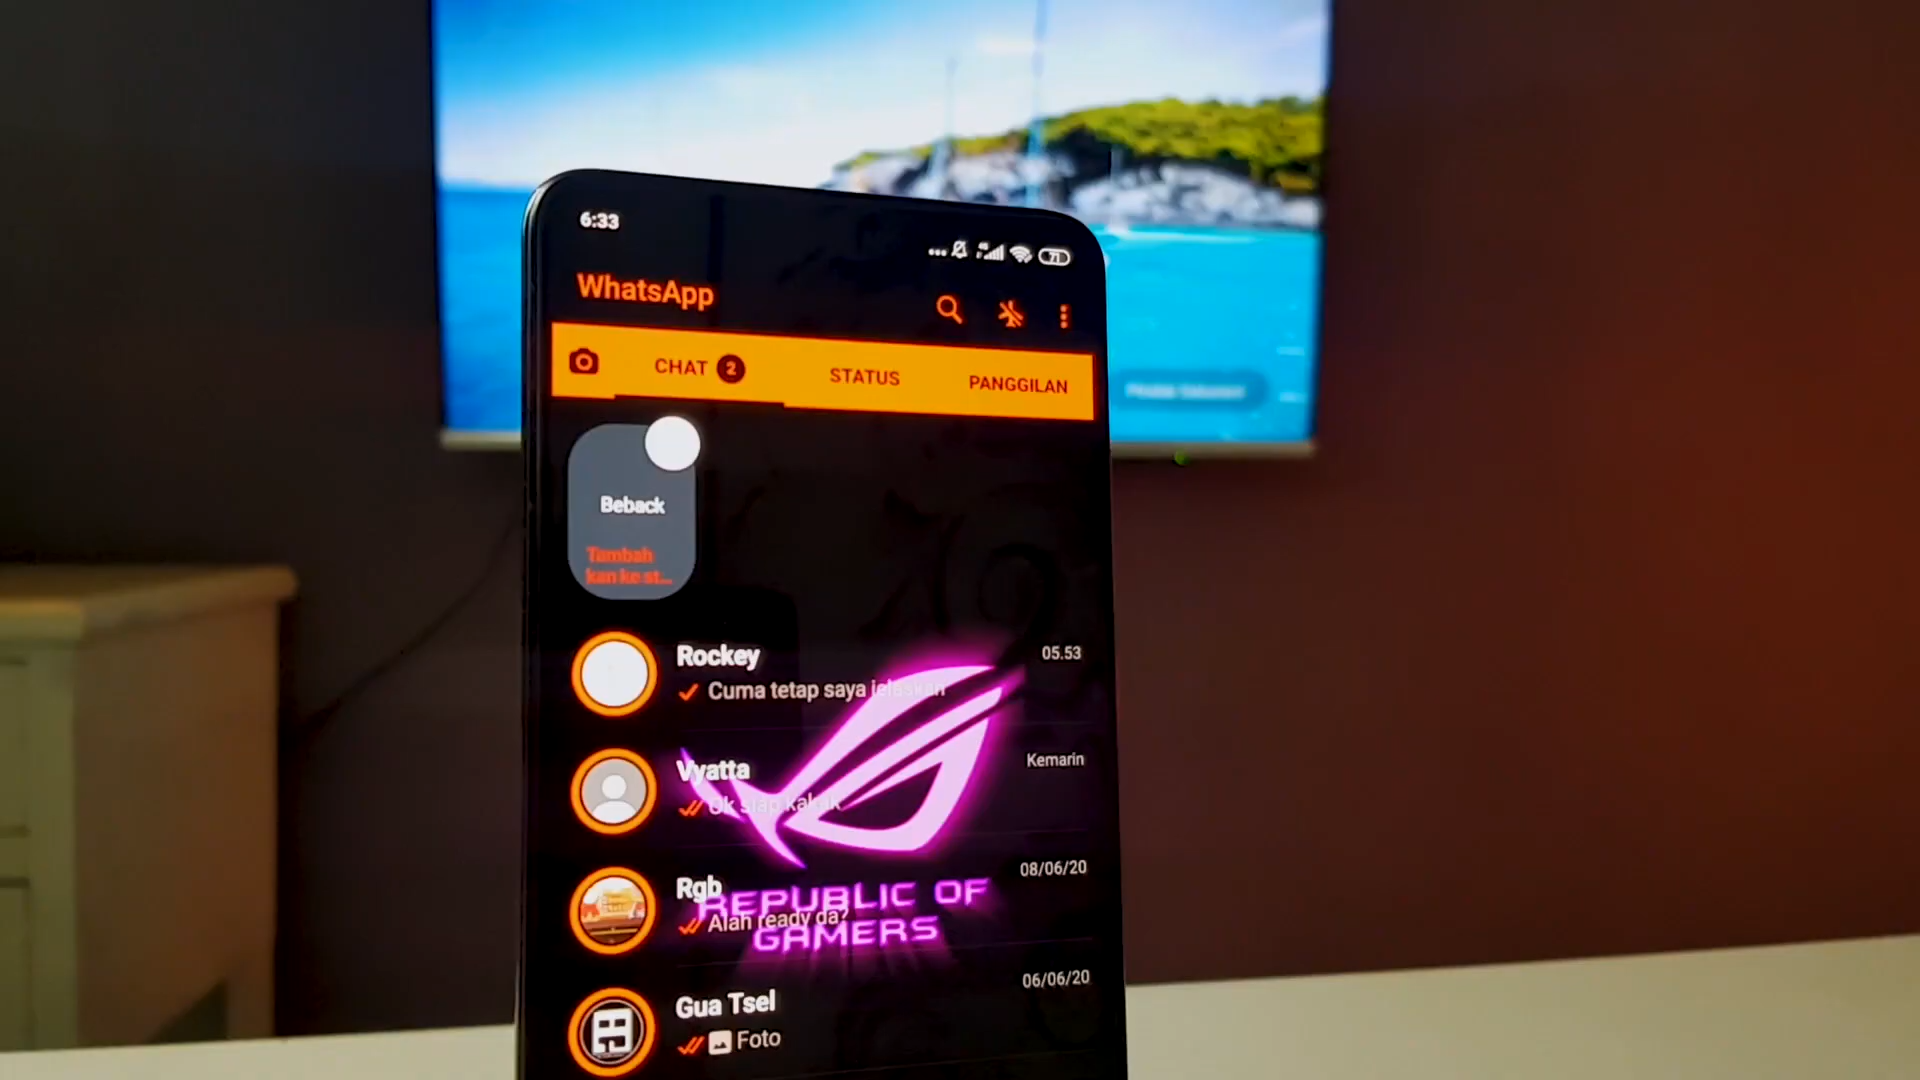 6:33
71
WhatsApp
CHAT 2
STATUS
PANGGILAN
Beback
Tambah
kan ke st...
Rockey
05.53
Cuma tetap saya jelaskan
Vyatta
Kemarin
Ok siap kakak
Rgb
08/06/20
Alah ready da?
REPUBLIC OF
GAMERS
Gua Tsel
06/06/20
Foto